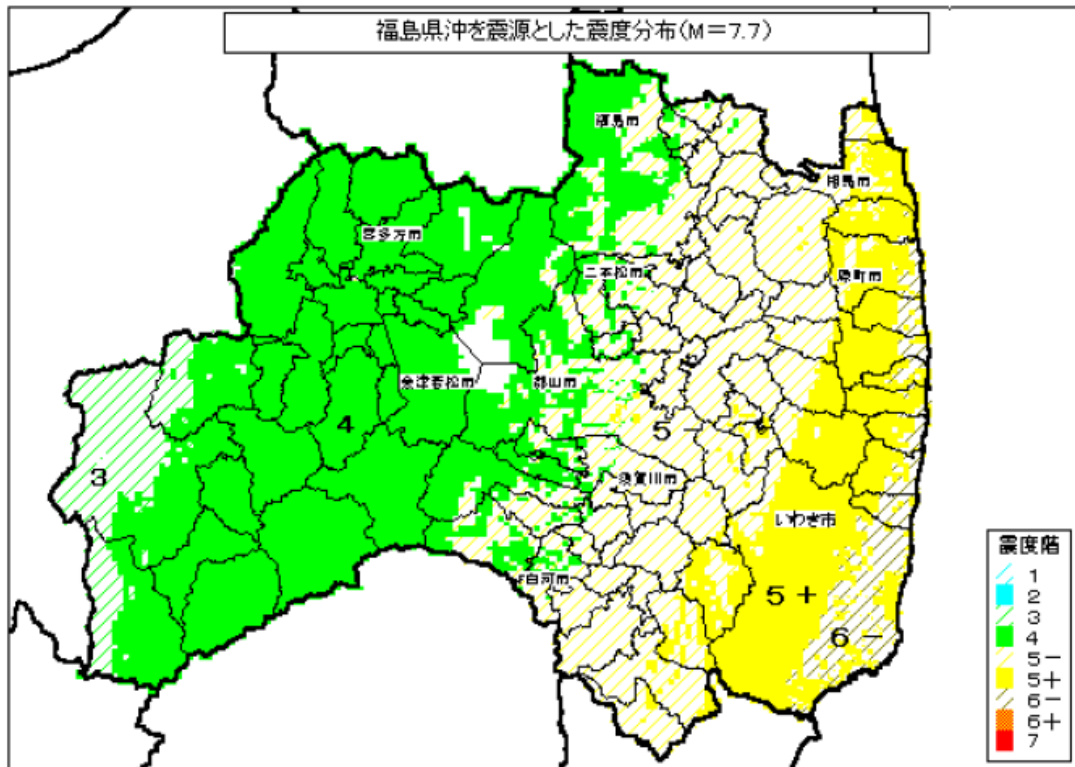 福島県沖を震源とした震度分布(M=7.7)
福島市
相馬市
喜多方市
二本松市
原町市
会津若松市
郡山市
4
5-
3
須賀川市
いわき市
白河市
5+
6-
震度階
1
2
3
4
5-
5+
6-
6+
7